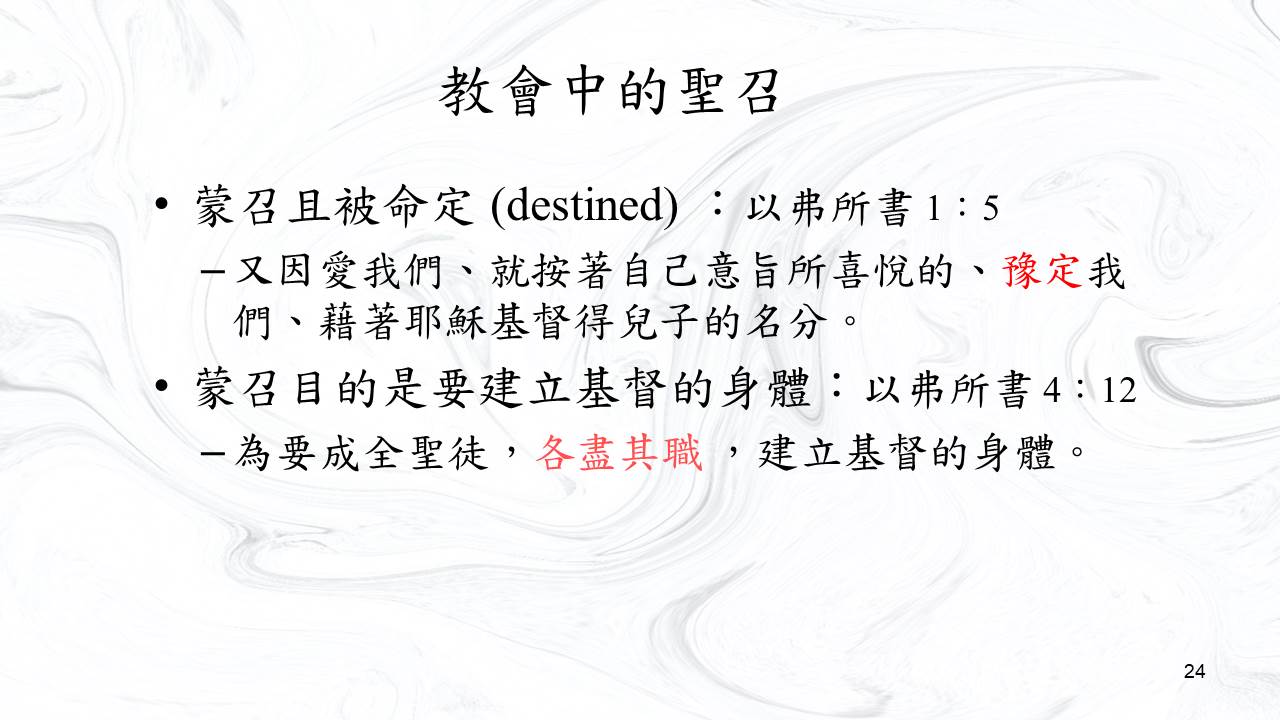 教會中的聖召
• 蒙召且被命定 (destined) ：以弗所書 1：5
–又因愛我們、就按著自己意旨所喜悅的、豫定我
們、藉著耶穌基督得兒子的名分。
• 蒙召目的是要建立基督的身體：以弗所書 4：12
–為要成全聖徒，各盡其職 ，建立基督的身體。
24